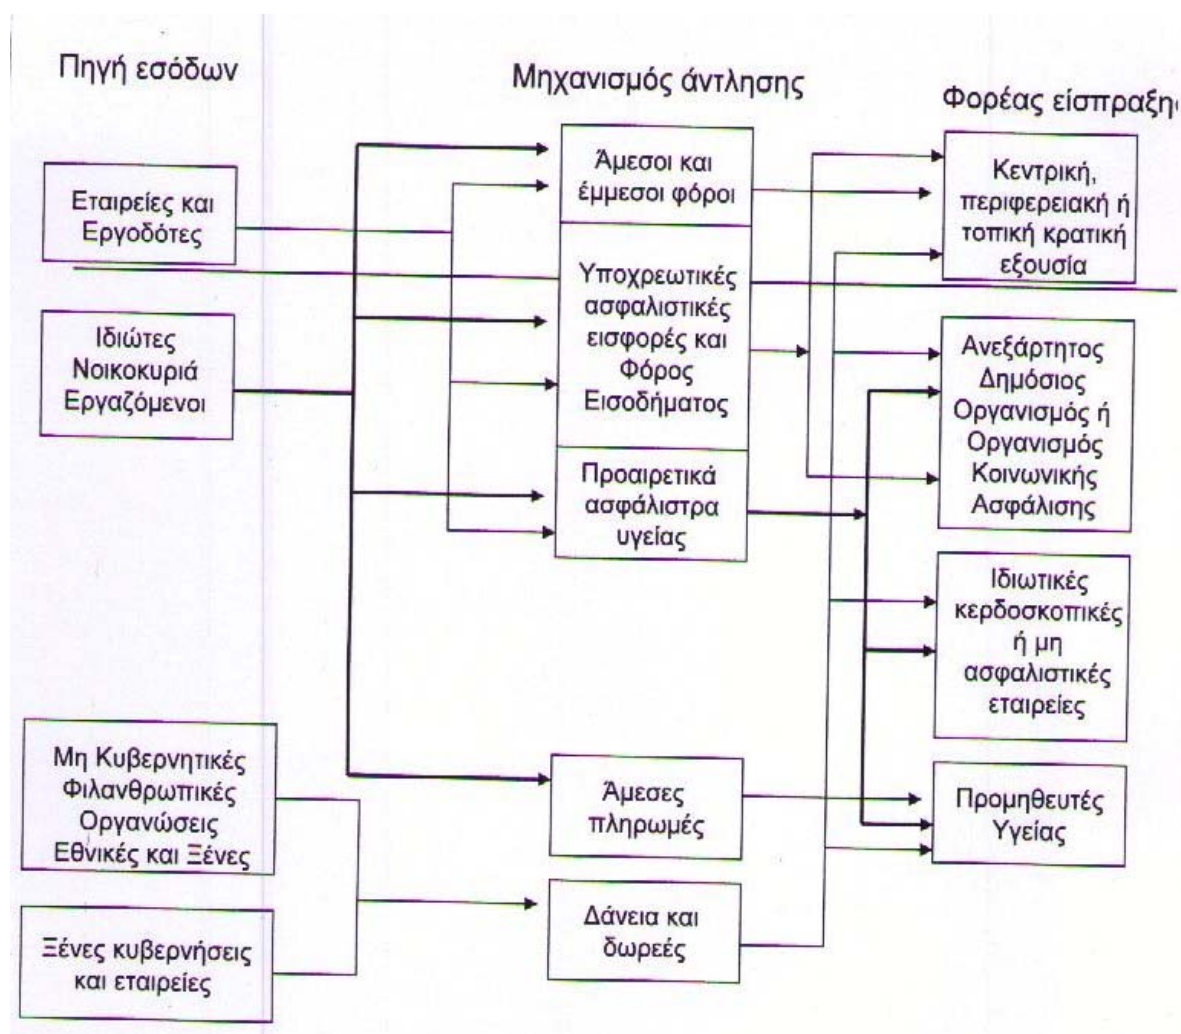 Πηγή εσόδων
Μηχανισμός άντλησης
Φορέας είσπραξη
Εταιρείες και
Εργοδότες
Ιδιώτες
Νοικοκυριά
Εργαζόμενοι
Μη Κυβερνητικές
Φιλανθρωπικές
Οργανώσεις
Εθνικές και Ξένες
Ξένες κυβερνήσεις
και εταιρείες
Άμεσοι και
έμμεσοι φόροι
Υποχρεωτικές
ασφαλιστικές
εισφορές και
Φόρος
Εισοδήματος
Προαιρετικά
ασφάλιστρα
υγείας
Άμεσες
πληρωμές
Δάνεια και
δωρεές
Κεντρική,
περιφερειακή ή
τοπική κρατική
εξουσία
Ανεξάρτητος
Δημόσιος
Οργανισμός ή
Οργανισμός
Κοινωνικής
Ασφάλισης
Ιδιωτικές
κερδοσκοπικές
ή μη
ασφαλιστικές
εταιρείες
Προμηθευτές
Υγείας